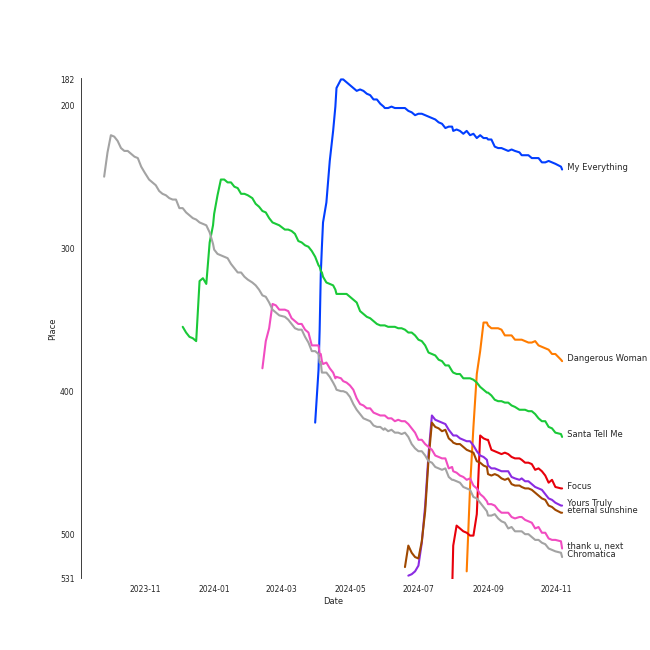 182
200
300
400
500
531
Place
2023-11
2024-01
2024-03
2024-05
2024-07
2024-09
2024-11
Date
My Everything
Dangerous Woman
Santa Tell Me
Focus
Yours Truly
eternal sunshine
thank u, next
Chromatica